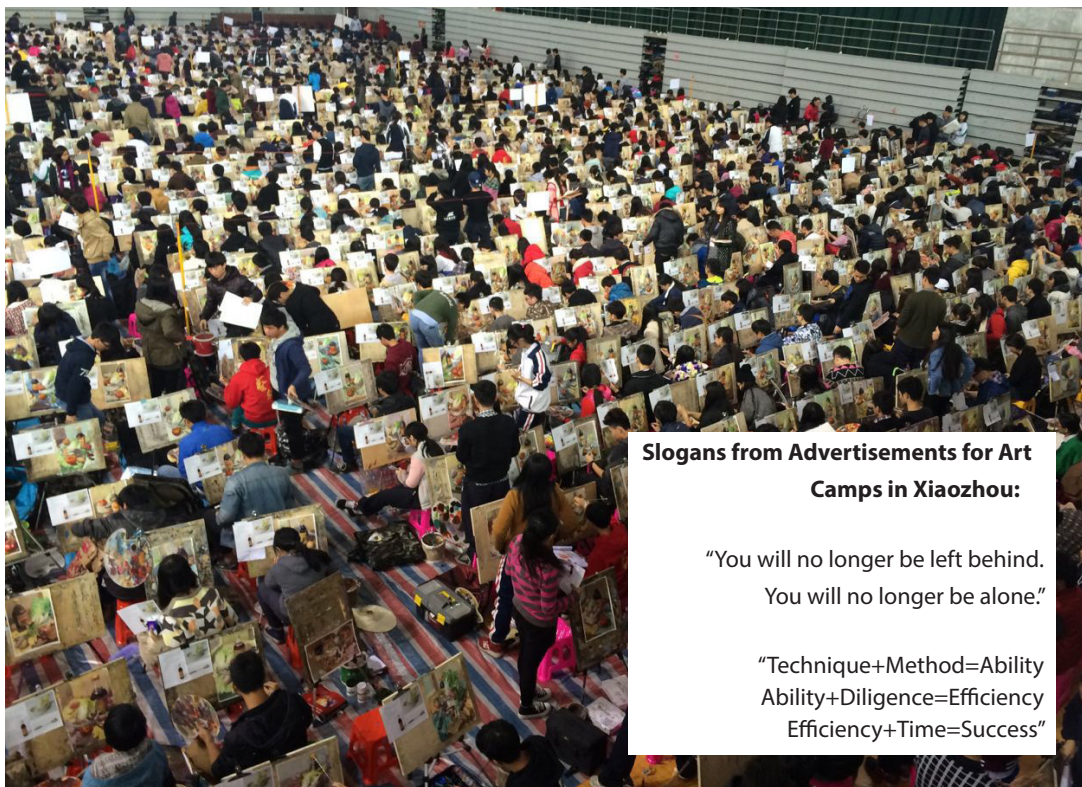 Slogans from Advertisements for Art
Camps in Xiaozhou:
“You will no longer be left behind.
You will no longer be alone.”
“Technique+Method=Ability
Ability+Diligence=Efficiency
Efficiency+Time=Success”